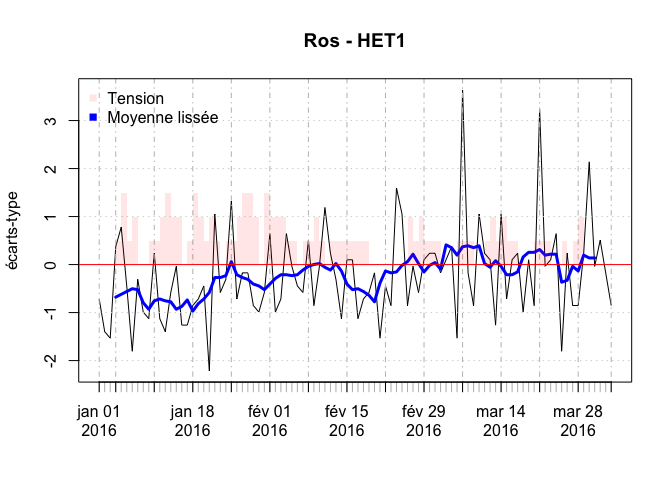 Ros - HET1
Tension
Moyenne lissée
écarts-type
3
2
1
0
-1
-2
jan 01 2016
jan 18 2016
fév 01 2016
fév 15 2016
fév 29 2016
mar 14 2016
mar 28 2016